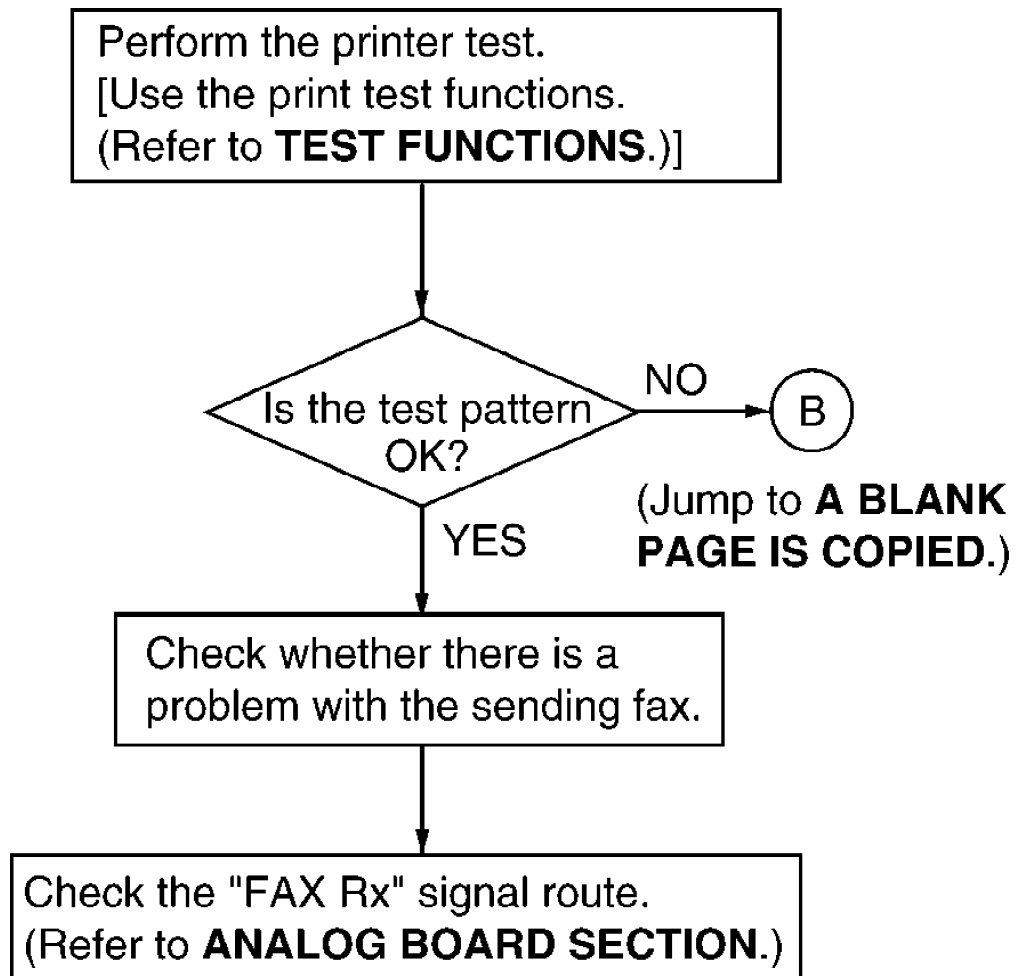 Perform the printer test.
[Use the print test functions.
(Refer to TEST FUNCTIONS.)]
Is the test pattern
OK?
NO
B
(Jump to A BLANK
PAGE IS COPIED.)
YES
Check whether there is a
problem with the sending fax.
Check the "FAX Rx" signal route.
(Refer to ANALOG BOARD SECTION.)